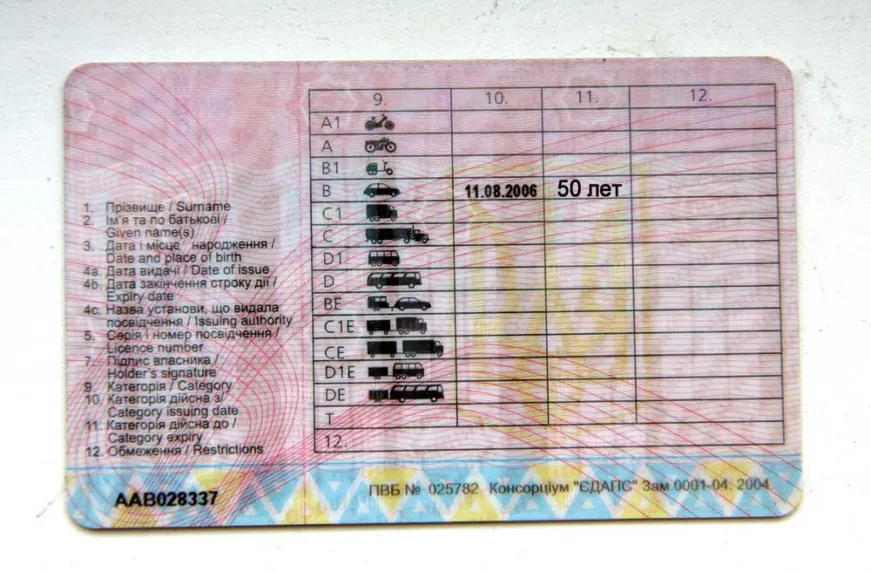 1. Прізвище / Surname
2. Ім'я та по батькові /
Given name(s)
3. Дата і місце народження /
Date and place of birth
4a. Дата видачі / Date of issue
4b. Дата закінчення строку дії /
Expiry date
4c. Назва установи, що видала
посвідчення / Issuing authority
5. Серія і номер посвідчення /
Licence number
7. Підпис власника /
Holder's signature
9. Категорія / Category
10. Категорія дійсна з/
Category issuing date
11. Категорія дійсна до /
Category expiry
12. Обмеження / Restrictions
AAB028337
9. 10. 11. 12.
A1
A
B1
B 11.08.2006 50 лет
C1
C
D1
D
BE
C1E
CE
D1E
DE
T
12.
ПВБ № 025782 Консорціум "ЄДАПС" Зам.0001-04. 2004